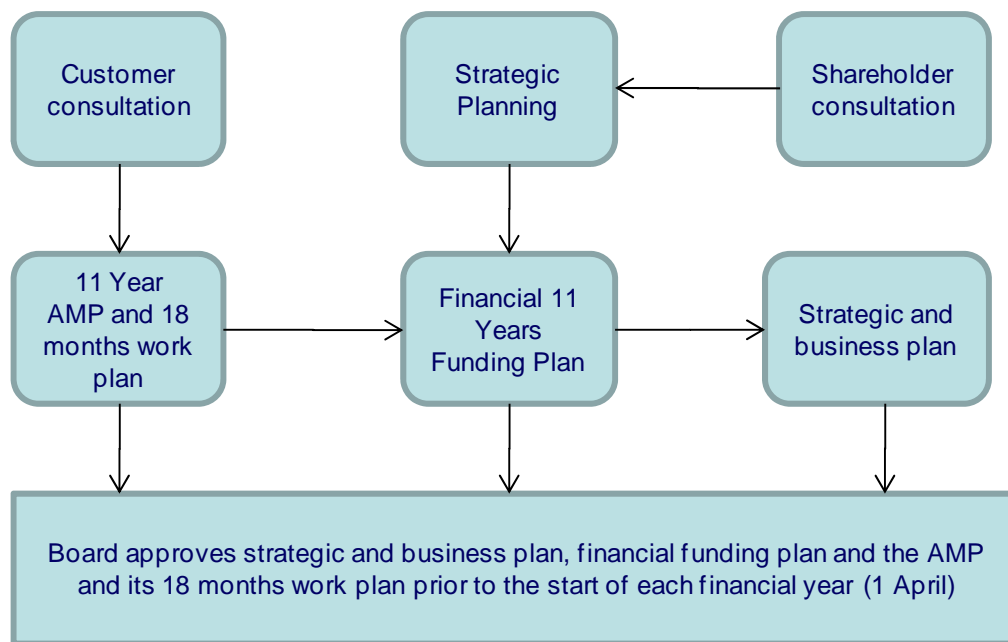 Customer
consultation
Strategic
Planning
Shareholder
consultation
11 Year
AMP and 18
months work
plan
Financial 11
Years
Funding Plan
Strategic and
business plan
Board approves strategic and business plan, financial funding plan and the AMP
and its 18 months work plan prior to the start of each financial year (1 April)